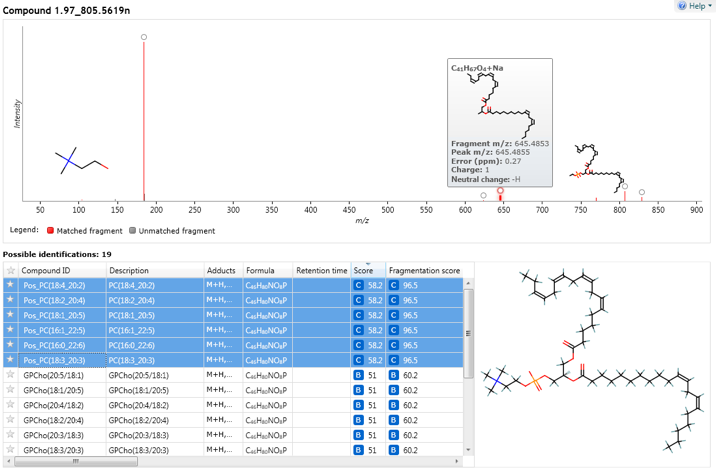 Help
Compound 1.97_805.5619n
Intensity
C₄₁H₆₇O₄+Na
Fragment m/z: 645.4853
Peak m/z: 645.4855
Error (ppm): 0.27
Charge: 1
Neutral change: -H
50 100 150 200 250 300 350 400 450 500 550 600 650 700 750 800 850 900
m/z
Legend: Matched fragment Unmatched fragment
Possible identifications: 19
Compound ID Description Adducts Formula Retention time Score Fragmentation score
Pos_PC(18:4_20:2) PC(18:4_20:2) M+H,... C₄₆H₈₀NO₈P C 58.2 C 96.5
Pos_PC(18:2_20:4) PC(18:2_20:4) M+H,... C₄₆H₈₀NO₈P C 58.2 C 96.5
Pos_PC(18:1_20:5) PC(18:1_20:5) M+H,... C₄₆H₈₀NO₈P C 58.2 C 96.5
Pos_PC(16:1_22:5) PC(16:1_22:5) M+H,... C₄₆H₈₀NO₈P C 58.2 C 96.5
Pos_PC(16:0_22:6) PC(16:0_22:6) M+H,... C₄₆H₈₀NO₈P C 58.2 C 96.5
Pos_PC(18:3_20:3) PC(18:3_20:3) M+H,... C₄₆H₈₀NO₈P C 58.2 C 96.5
GPCho(20:5/18:1) GPCho(20:5/18:1) M+H,... C₄₆H₈₀NO₈P B 51 B 60.2
GPCho(18:1/20:5) GPCho(18:1/20:5) M+H,... C₄₆H₈₀NO₈P B 51 B 60.2
GPCho(20:4/18:2) GPCho(20:4/18:2) M+H,... C₄₆H₈₀NO₈P B 51 B 60.2
GPCho(18:2/20:4) GPCho(18:2/20:4) M+H,... C₄₆H₈₀NO₈P B 51 B 60.2
GPCho(20:3/18:3) GPCho(20:3/18:3) M+H,... C₄₆H₈₀NO₈P B 51 B 60.2
GPCho(18:3/20:3) GPCho(18:3/20:3) M+H,... C₄₆H₈₀NO₈P B 51 B 60.2